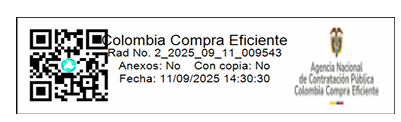 Colombia Compra Eficiente
Rad No. 2_2025_09_11_009543
Anexos: No Con copia: No
Fecha: 11/09/2025 14:30:30
Agencia Nacional
de Contratación Pública
Colombia Compra Eficiente